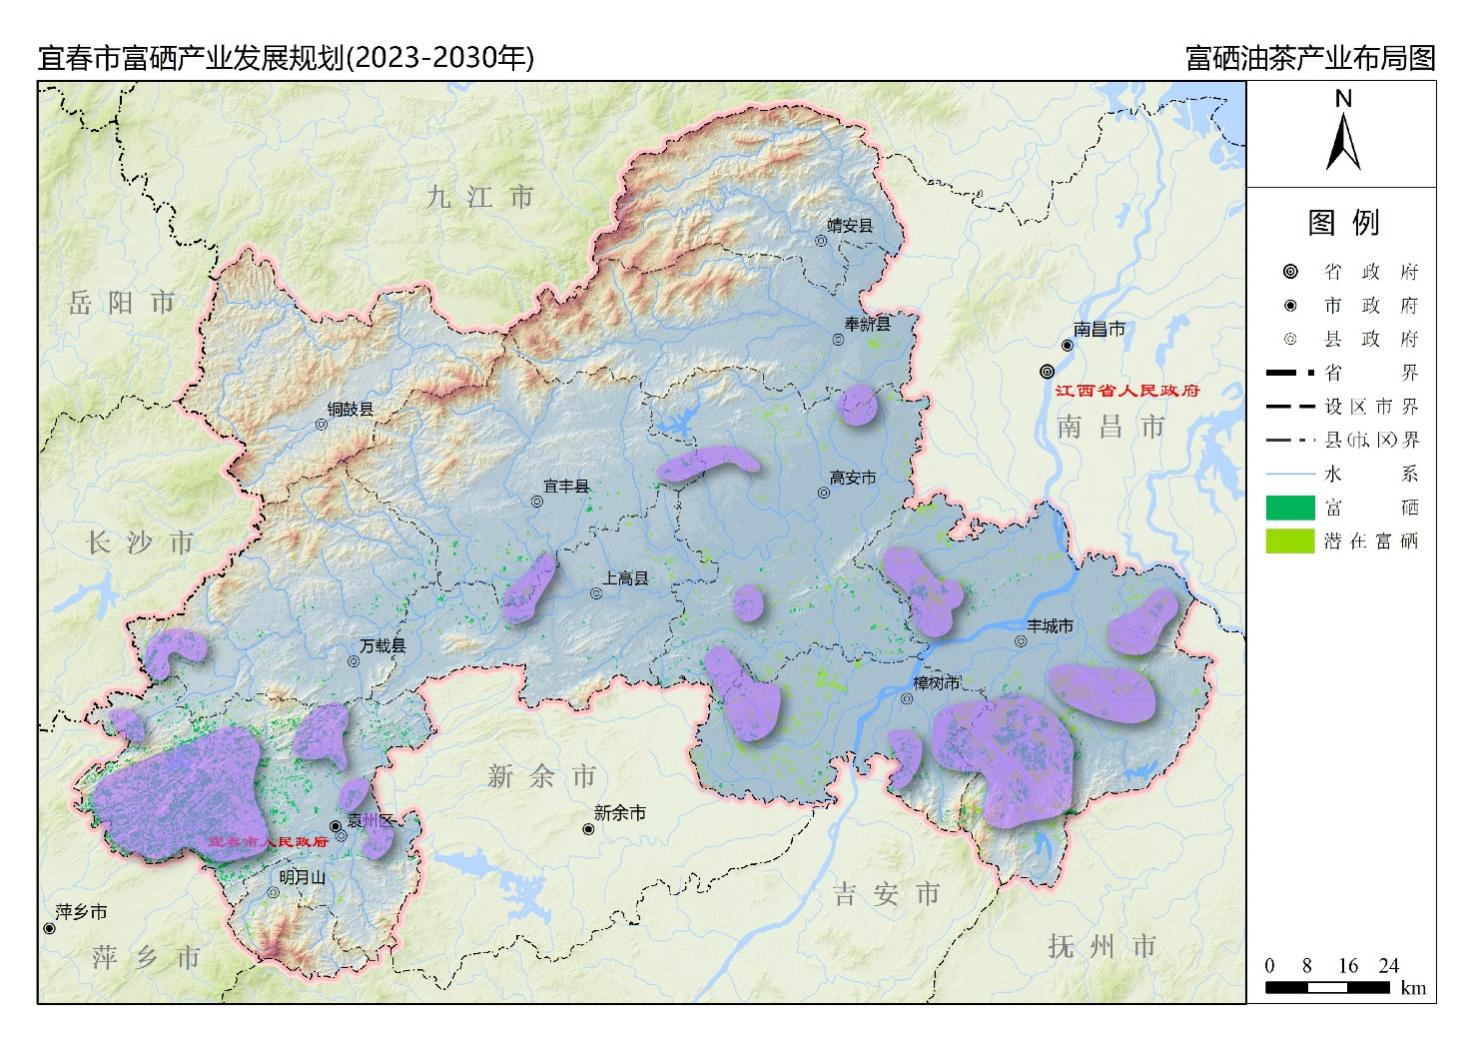 宜春市富硒产业发展规划(2023-2030年)
富硒油茶产业布局图
N
图例
省政府
市政府
县政府
省界
设区市界
县(市、区)界
水系
富硒
潜在富硒
九江市
靖安县
岳阳市
奉新县
南昌市
江西省人民政府
南昌市
铜鼓县
宜丰县
高安市
长沙市
上高县
万载县
丰城市
樟树市
新余市
新余市
袁州区
宜春市人民政府
明月山
萍乡市
萍乡市
吉安市
抚州市
0 8 16 24
km